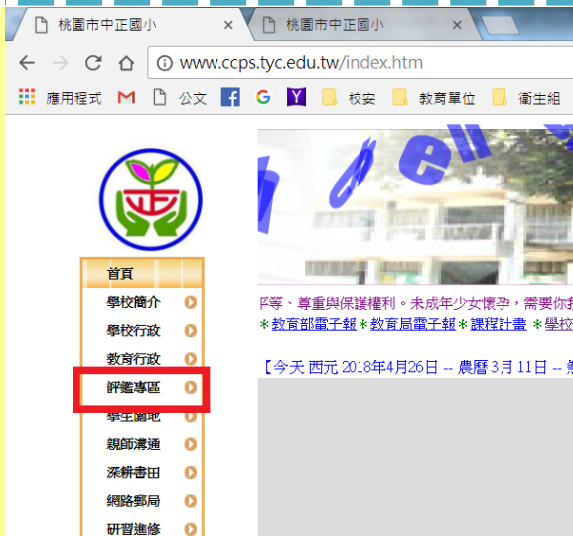 桃園市中正國小 × 桃園市中正國小 ×
www.ccps.tyc.edu.tw/index.htm
應用程式 公文 校安 教育單位 衛生組
正
首頁
學校簡介
學校行政
教育行政
評鑑專區
學生園地
親師溝通
深耕書田
網路郵局
研習進修
平等、尊重與保護權利。未成年少女懷孕，需要你我
＊教育部電子報＊教育局電子報＊課程計畫 ＊學校
【今天 西元 2018年4月26日 -- 農曆 3月 11日 --